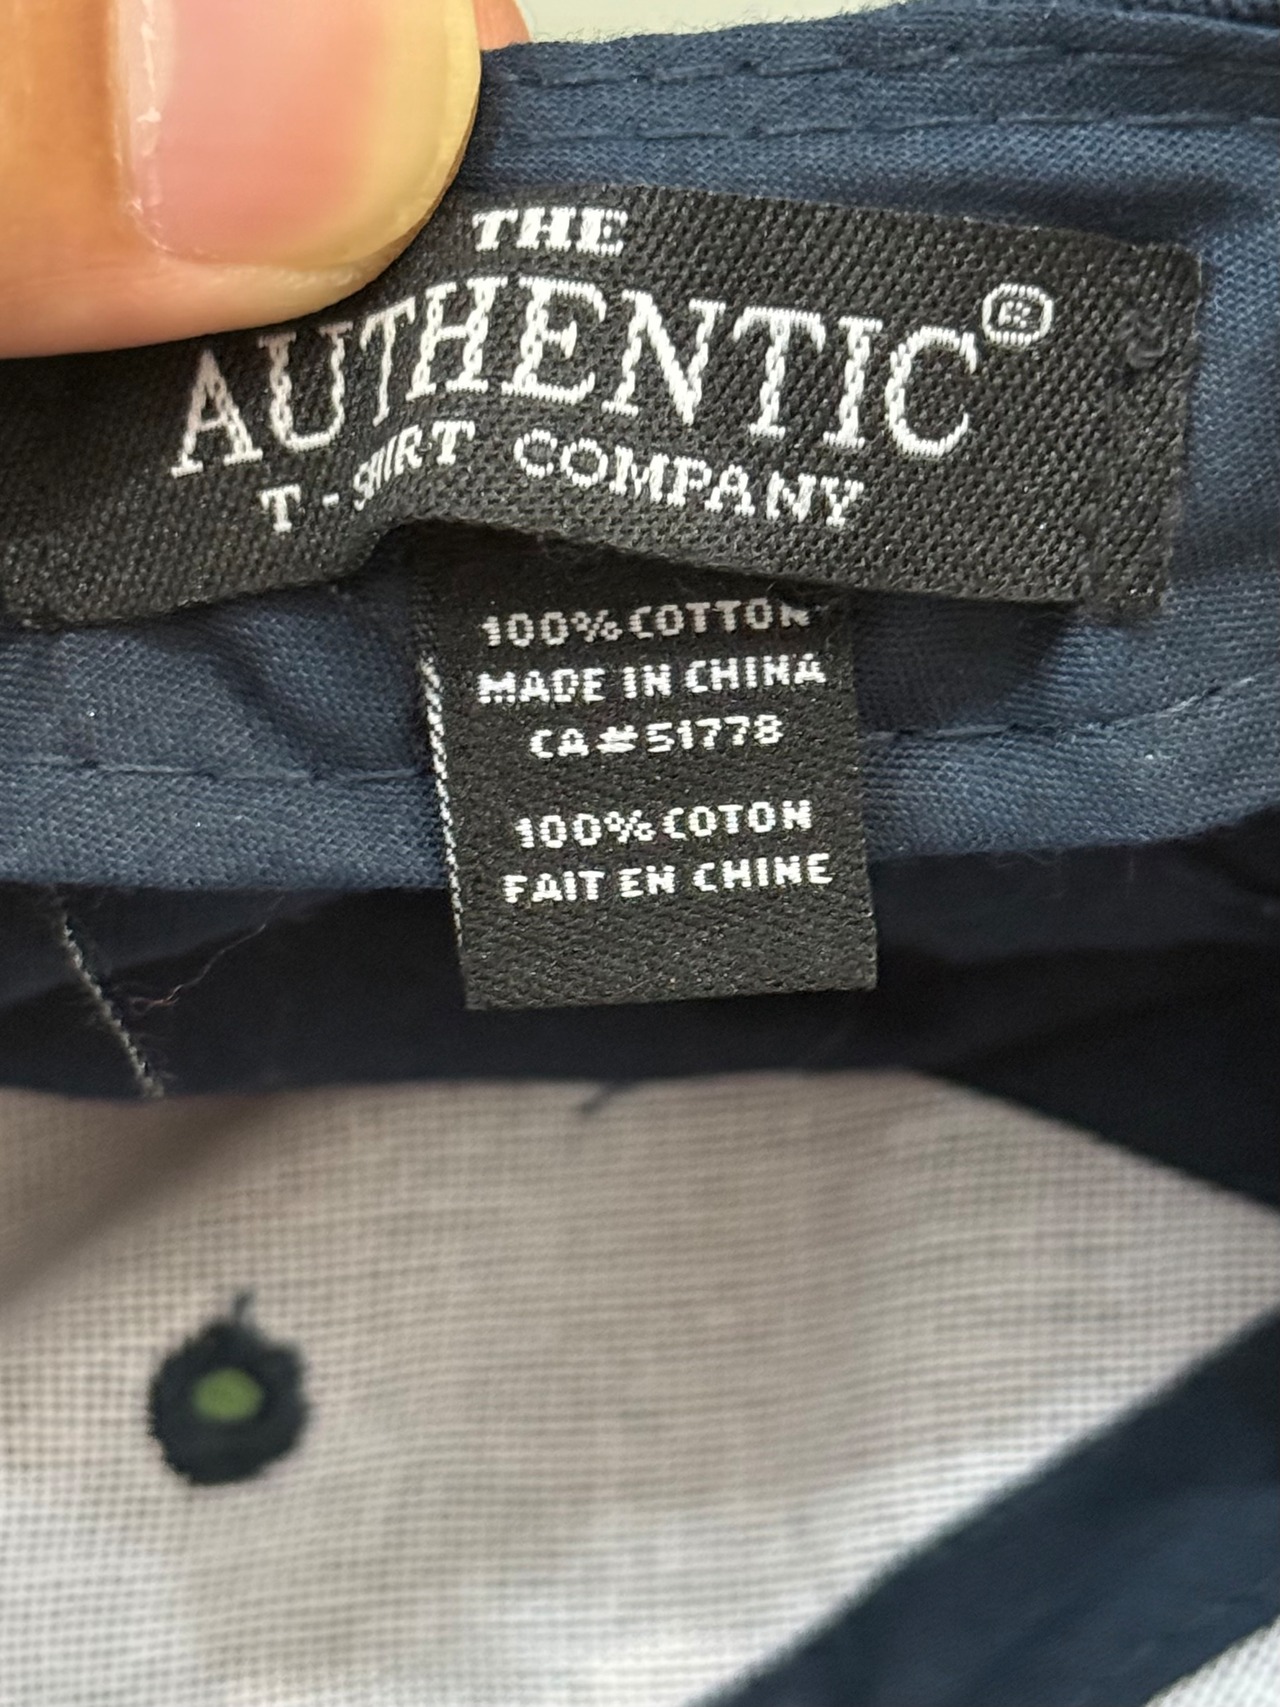 THE
AUTHENTIC®
T-SHIRT COMPANY
100% COTTON
MADE IN CHINA
CA#51778
100% COTON
FAIT EN CHINE